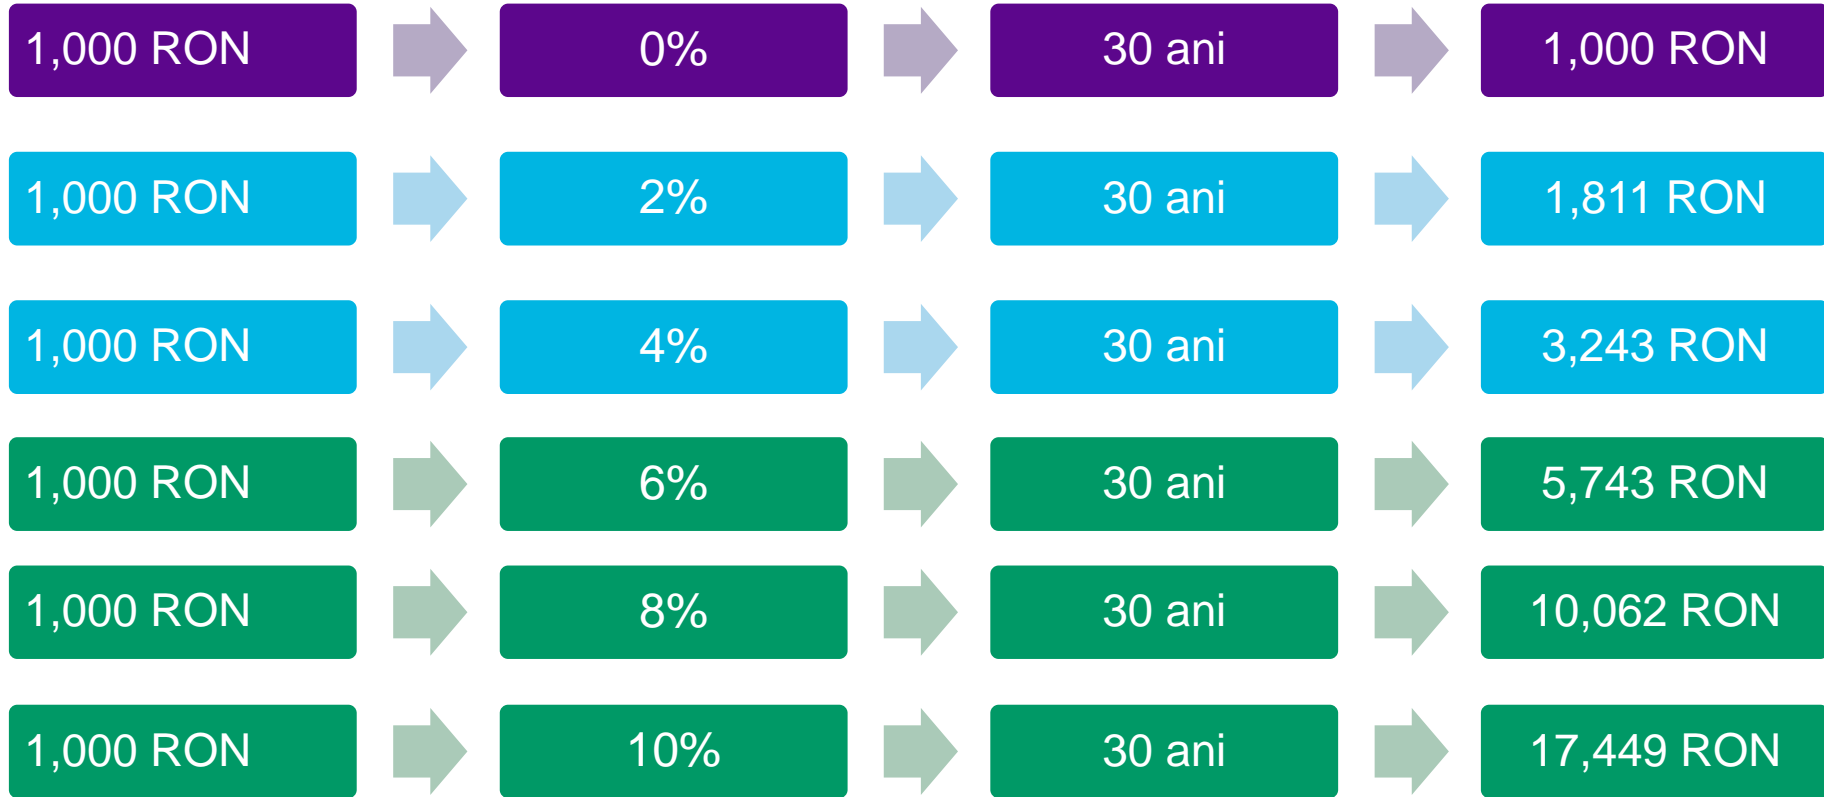 1,000 RON 0% 30 ani 1,000 RON
1,000 RON 2% 30 ani 1,811 RON
1,000 RON 4% 30 ani 3,243 RON
1,000 RON 6% 30 ani 5,743 RON
1,000 RON 8% 30 ani 10,062 RON
1,000 RON 10% 30 ani 17,449 RON